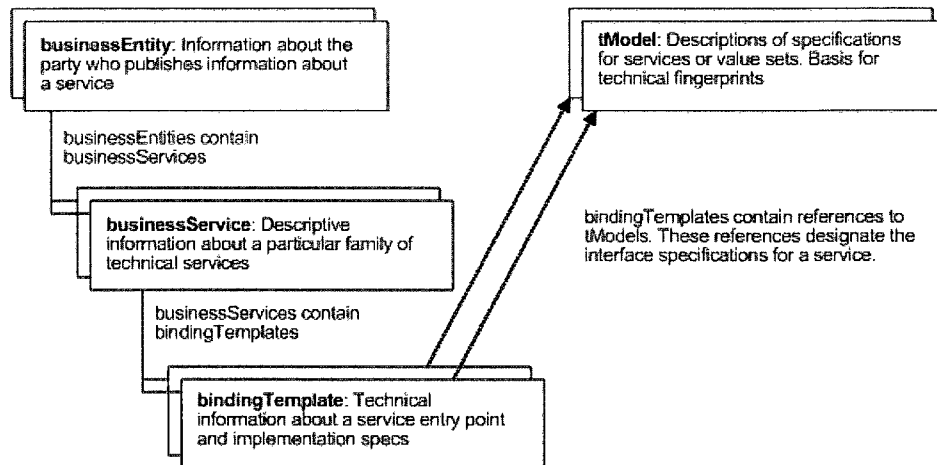 businessEntity: Information about the
party who publishes information about
a service
tModel: Descriptions of specifications
for services or value sets. Basis for
technical fingerprints
businessEntities contain
businessServices
businessService: Descriptive
information about a particular family of
technical services
bindingTemplates contain references to
tModels. These references designate the
interface specifications for a service.
businessServices contain
bindingTemplates
bindingTemplate: Technical
information about a service entry point
and implementation specs